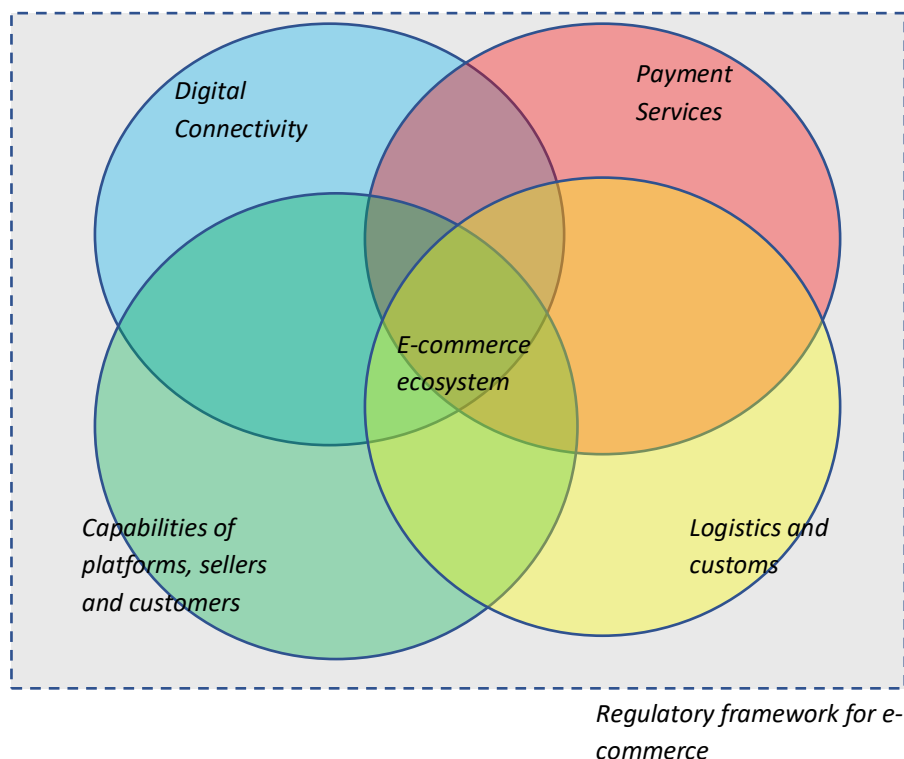 Digital
Connectivity
Payment
Services
E-commerce
ecosystem
Capabilities of
platforms, sellers
and customers
Logistics and
customs
Regulatory framework for e-
commerce